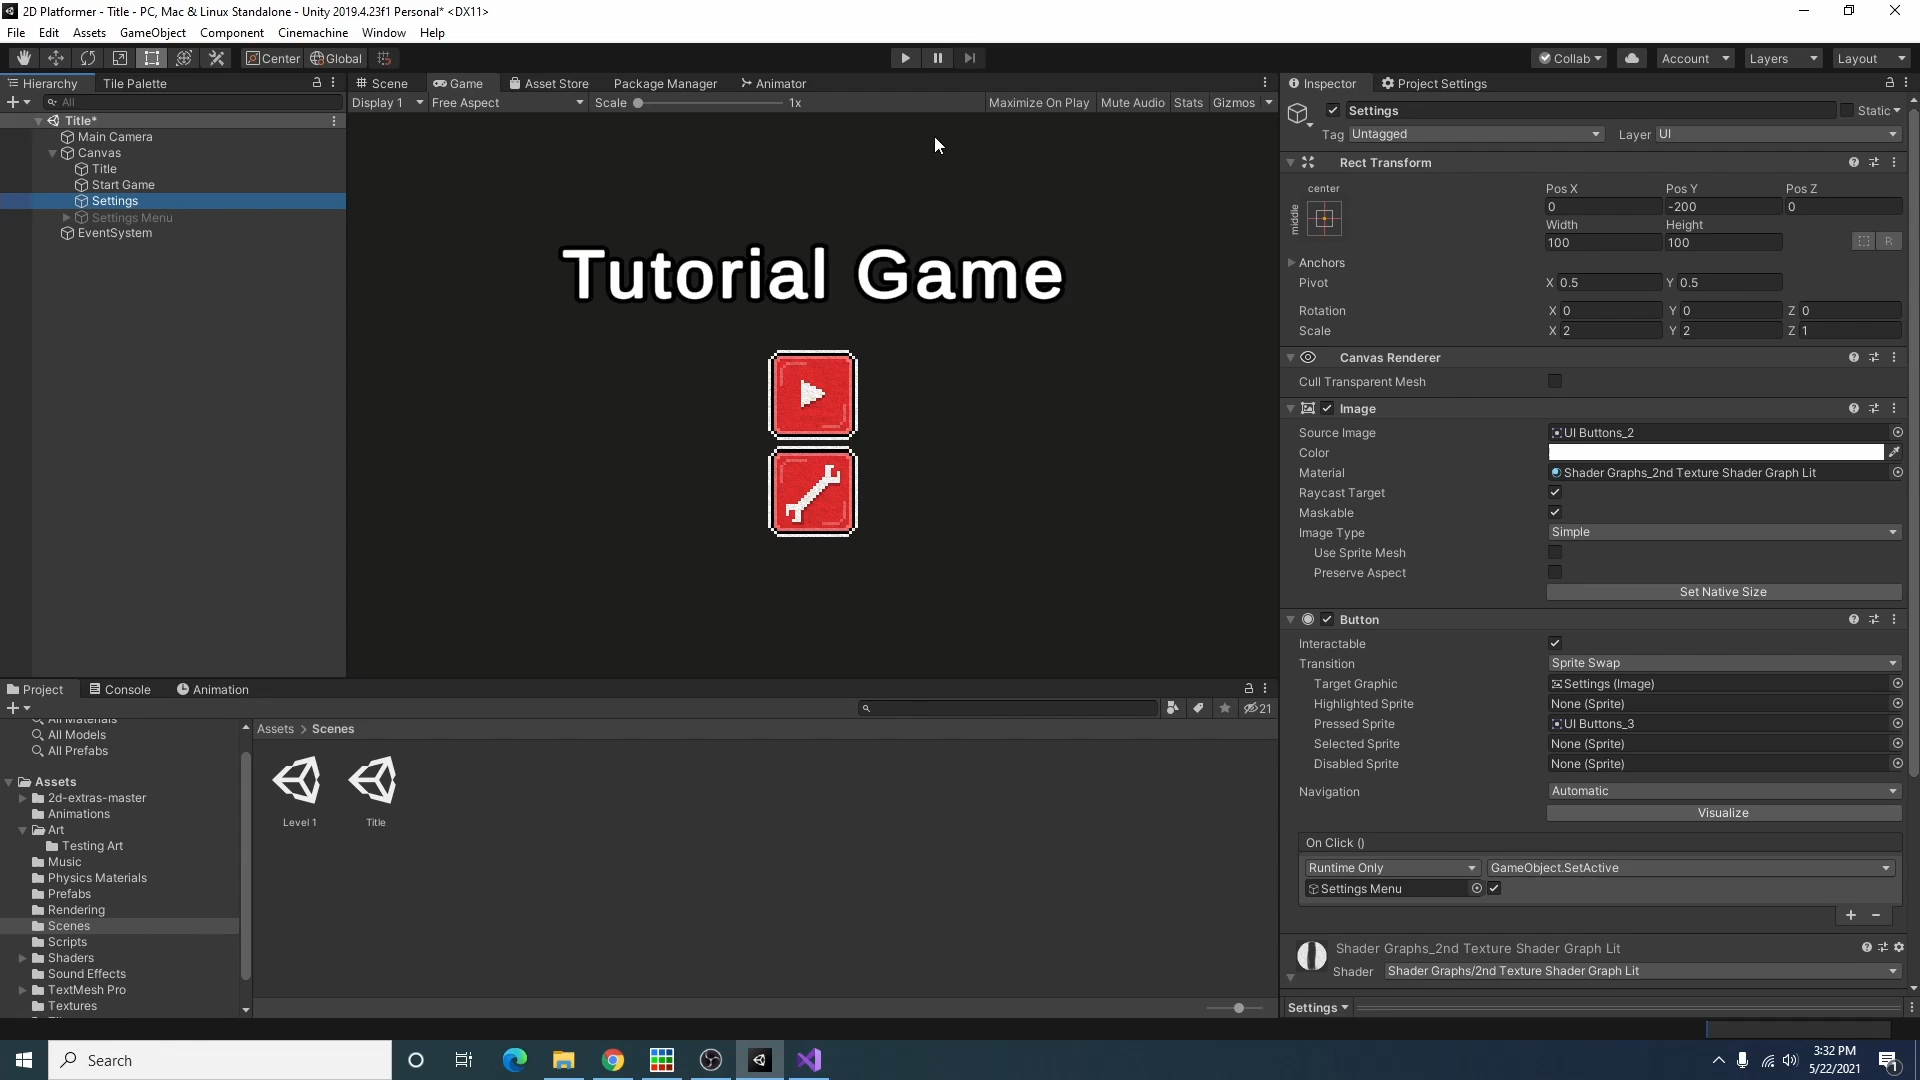 2D Platformer - Title - PC, Mac & Linux Standalone - Unity 2019.4.23f1 Personal* <DX11>
File Edit Assets GameObject Component Cinemachine Window Help
Center Global Collab Account Layers Layout
Hierarchy Tile Palette
All
Title*
Main Camera
Canvas
Title
Start Game
Settings
Settings Menu
EventSystem
Scene Game Asset Store Package Manager Animator
Display 1 Free Aspect Scale 1x Maximize On Play Mute Audio Stats Gizmos
Tutorial Game
Inspector Project Settings
Settings Static
Tag Untagged Layer UI
Rect Transform
center
middle
Pos X Pos Y Pos Z
0 -200 0
Width Height
100 100 R
Anchors
Pivot X 0.5 Y 0.5
Rotation X 0 Y 0 Z 0
Scale X 2 Y 2 Z 1
Canvas Renderer
Cull Transparent Mesh
Image
Source Image UI Buttons_2
Color
Material Shader Graphs_2nd Texture Shader Graph Lit
Raycast Target
Maskable
Image Type Simple
Use Sprite Mesh
Preserve Aspect
Set Native Size
Button
Interactable
Transition Sprite Swap
Target Graphic Settings (Image)
Highlighted Sprite None (Sprite)
Pressed Sprite UI Buttons_3
Selected Sprite None (Sprite)
Disabled Sprite None (Sprite)
Navigation Automatic
Visualize
On Click ()
Runtime Only GameObject.SetActive
Settings Menu
Shader Graphs_2nd Texture Shader Graph Lit
Shader Shader Graphs/2nd Texture Shader Graph Lit
Settings
Project Console Animation
21
All Materials
All Models
All Prefabs
Assets
2d-extras-master
Animations
Art
Testing Art
Music
Physics Materials
Prefabs
Rendering
Scenes
Scripts
Shaders
Sound Effects
TextMesh Pro
Textures
Assets > Scenes
Level 1 Title
Search
3:32 PM
5/22/2021
1